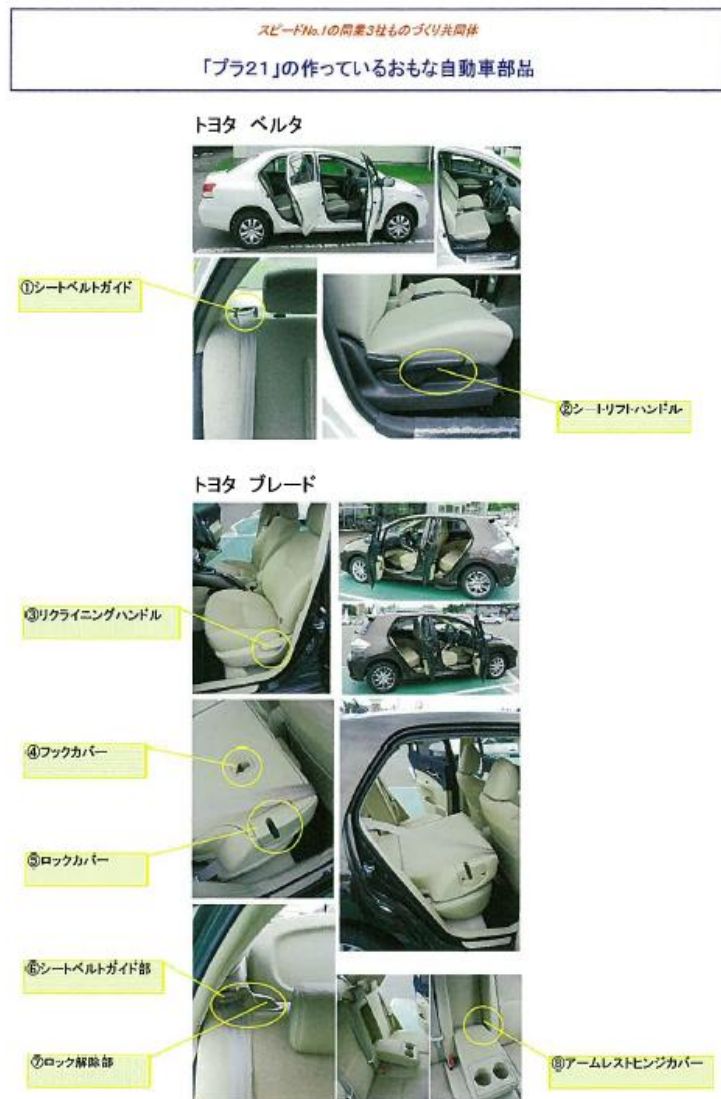 スピードNo.1の同業3社ものづくり共同体
「プラ21」の作っているおもな自動車部品
トヨタ ベルタ
①シートベルトガイド
②シートリフトハンドル
トヨタ ブレード
③リクライニングハンドル
④フックカバー
⑤ロックカバー
⑥シートベルトガイド部
⑦ロック解除部
⑧アームレストヒンジカバー